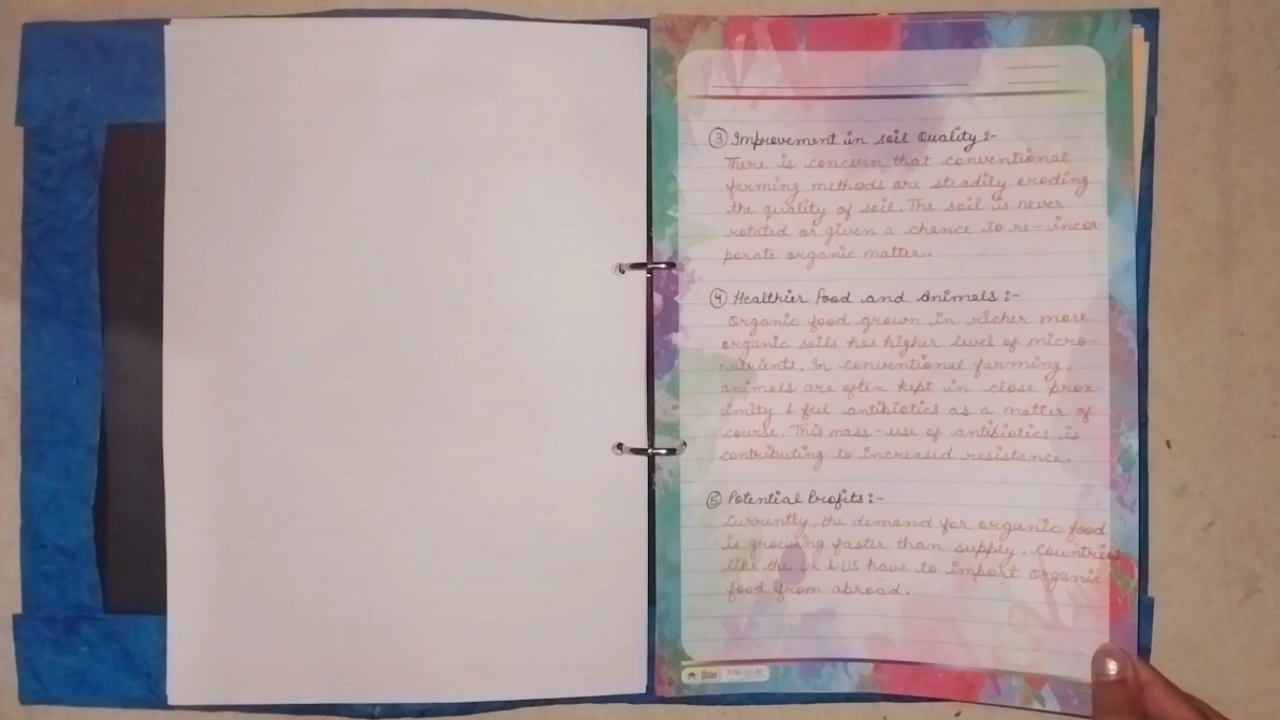 ③ Improvement in soil Quality :-
There is concern that conventional
farming methods are steadily eroding
the quality of soil. The soil is never
rotated or given a chance to re-incor-
porate organic matter.
④ Healthier food and Animals :-
Organic food grown in richer more
organic soils has higher level of micro-
nutrients. In conventional farming,
animals are often kept in close prox-
imity & ful antibiotics as a matter of
course. This mass-use of antibiotics is
contributing to increased resistance.
⑤ Potential Profits :-
Currently, the demand for organic food
is growing faster than supply. Countries
like the UK & US have to import organic
food from abroad.